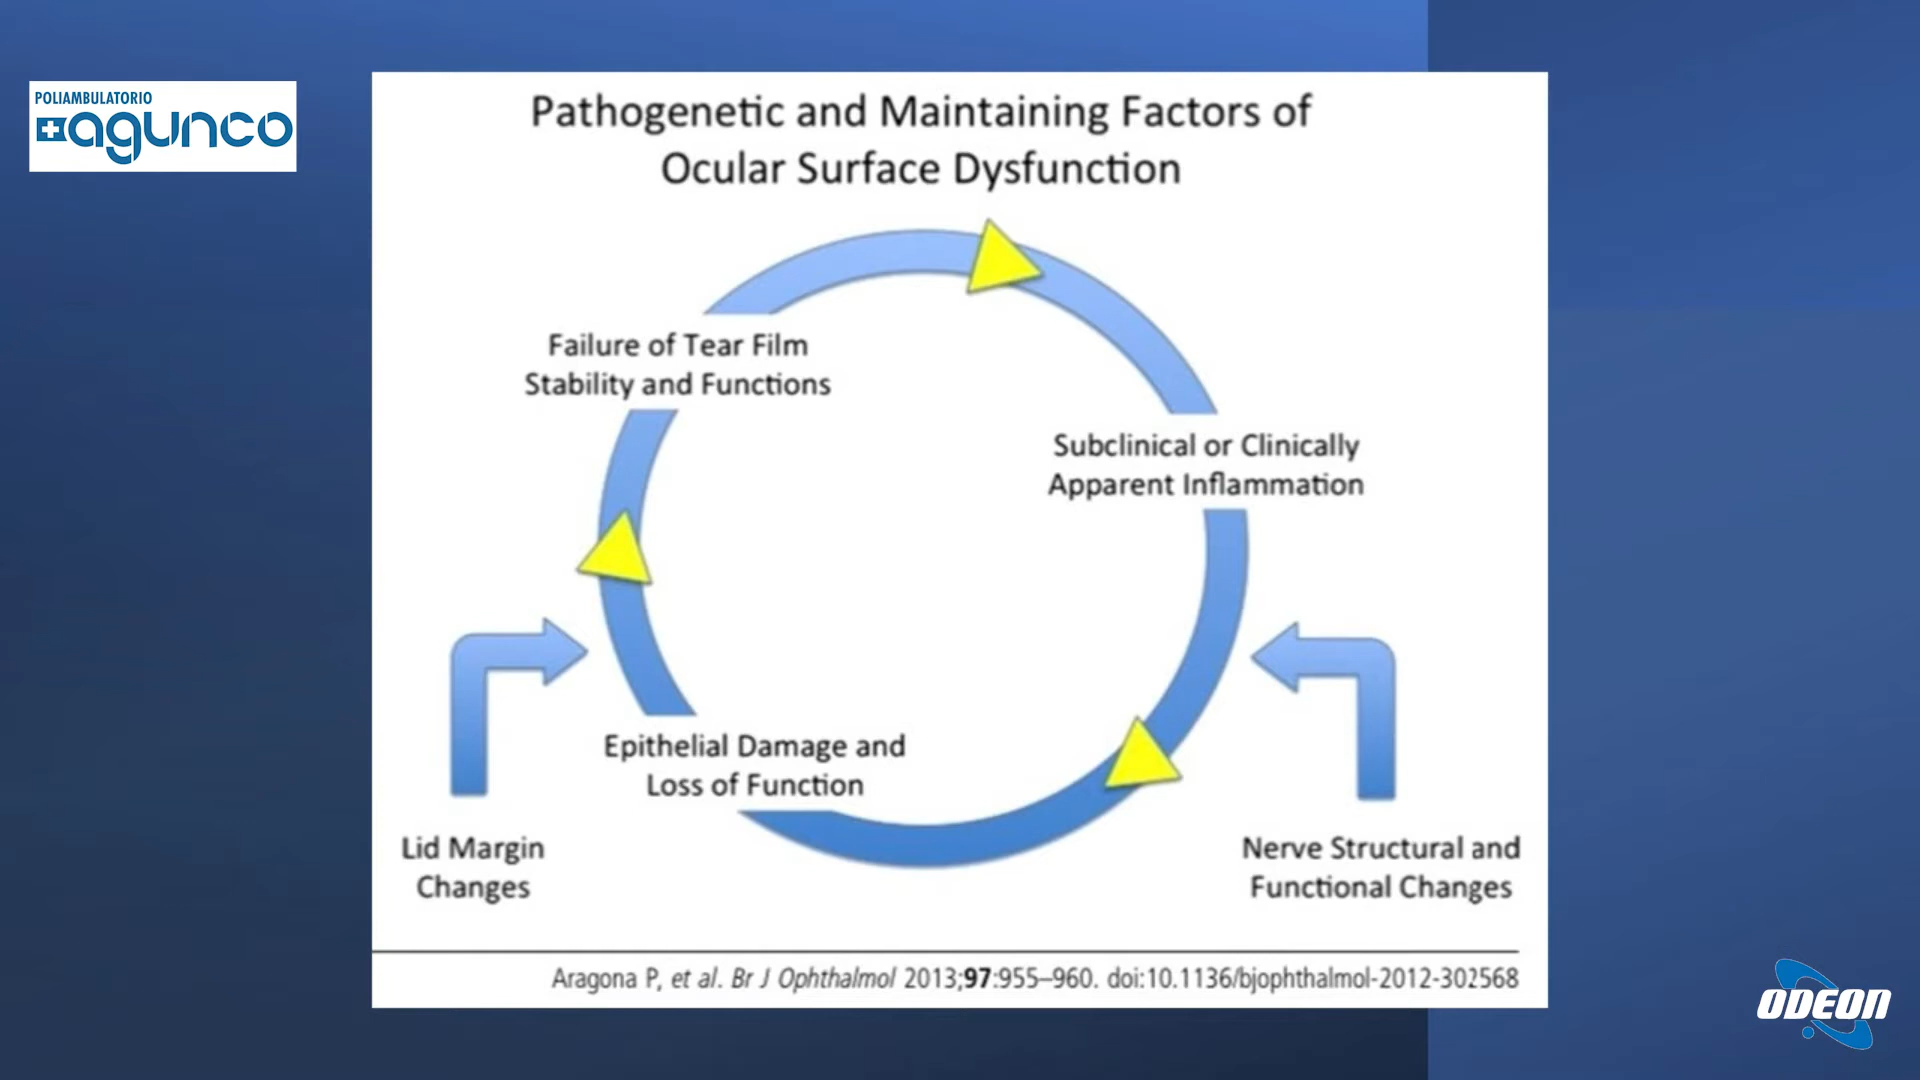 POLIAMBULATORIO
agunco
Pathogenetic and Maintaining Factors of
Ocular Surface Dysfunction
Failure of Tear Film
Stability and Functions
Subclinical or Clinically
Apparent Inflammation
Epithelial Damage and
Loss of Function
Lid Margin
Changes
Nerve Structural and
Functional Changes
Aragona P, et al. Br J Ophthalmol 2013;97:955–960. doi:10.1136/bjophthalmol-2012-302568
ODEON